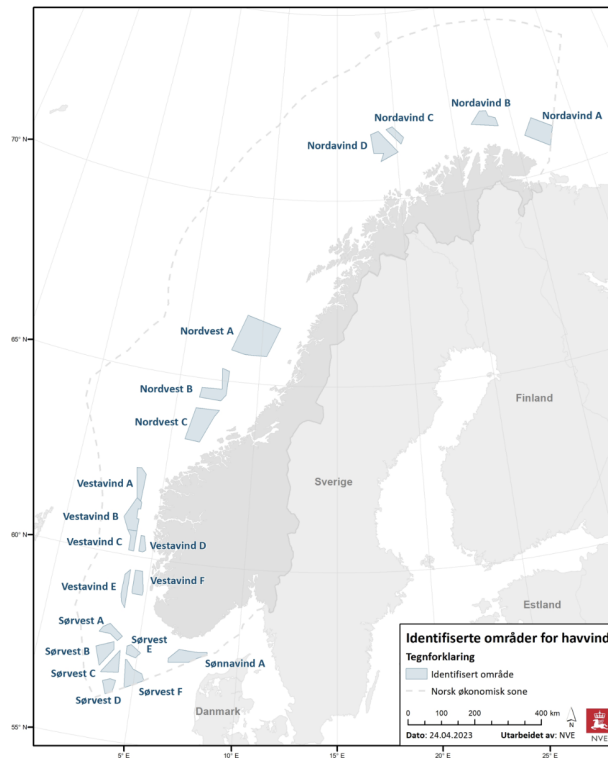 Nordavind B
Nordavind C
Nordavind A
70° N
Nordavind D
Nordvest A
65° N
Nordvest B
Finland
Nordvest C
Sverige
Vestavind A
Vestavind B
60° N
Vestavind C
Vestavind D
Vestavind E
Vestavind F
Estland
Sørvest A
Sørvest
E
Sørvest B
Sønnavind A
Sørvest C
Sørvest F
Sørvest D
Danmark
55° N
Identifiserte områder for havvind
Tegnforklaring
Identifisert område
Norsk økonomisk sone
0 100 200 400 km
N
Dato: 24.04.2023 Utarbeidet av: NVE
NVE
5° E 10° E 15° E 20° E 25° E